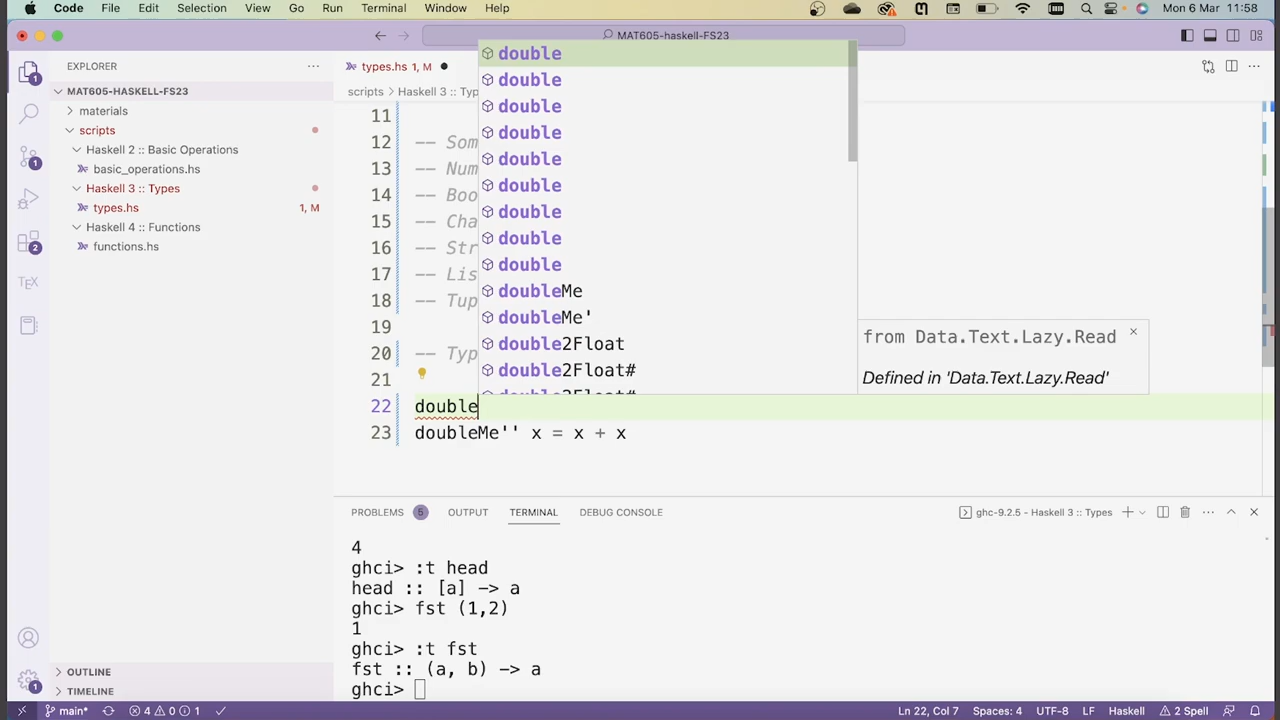 Code File Edit Selection View Go Run Terminal Window Help Mon 6 Mar 11:58
MAT605-haskell-FS23
EXPLORER
MAT605-HASKELL-FS23
materials
scripts
Haskell 2 :: Basic Operations
basic_operations.hs
Haskell 3 :: Types
types.hs 1, M
Haskell 4 :: Functions
functions.hs
OUTLINE
TIMELINE
types.hs 1, M
scripts > Haskell 3 :: Typ
11
12 -- Som
13 -- Num
14 -- Boo
15 -- Cha
16 -- Str
17 -- Lis
18 -- Tup
19
20 -- Typ
21
22 double
23 doubleMe'' x = x + x
double
double
double
double
double
double
double
double
double
doubleMe
doubleMe'
double2Float
double2Float#
double2Float#
from Data.Text.Lazy.Read
Defined in 'Data.Text.Lazy.Read'
PROBLEMS 5 OUTPUT TERMINAL DEBUG CONSOLE ghc-9.2.5 - Haskell 3 :: Types
4
ghci> :t head
head :: [a] -> a
ghci> fst (1,2)
1
ghci> :t fst
fst :: (a, b) -> a
ghci>
main* 4 0 1 Ln 22, Col 7 Spaces: 4 UTF-8 LF Haskell 2 Spell